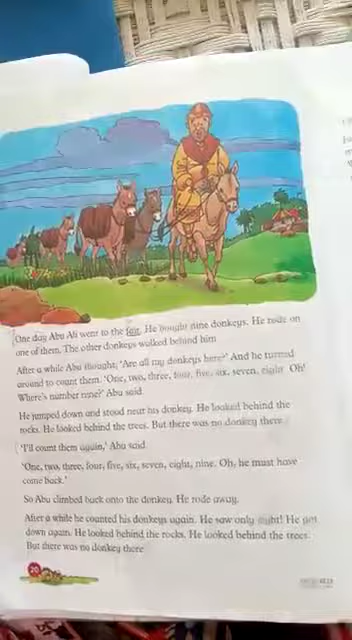 One day Abu Ali went to the fair. He bought nine donkeys. He rode on
one of them. The other donkeys walked behind him
After a while Abu thought, 'Are all my donkeys here?' And he turned
around to count them. 'One, two, three, four, five, six, seven, eight Oh!
Where's number nine?' Abu said.
He jumped down and stood near his donkey. He looked behind the
rocks. He looked behind the trees. But there was no donkey there
'I'll count them again,' Abu said.
'One, two, three, four, five, six, seven, eight, nine. Oh, he must have
come back.'
So Abu climbed back onto the donkey. He rode away.
After a while he counted his donkeys again. He saw only eight! He got
down again. He looked behind the rocks. He looked behind the trees.
But there was no donkey there
20